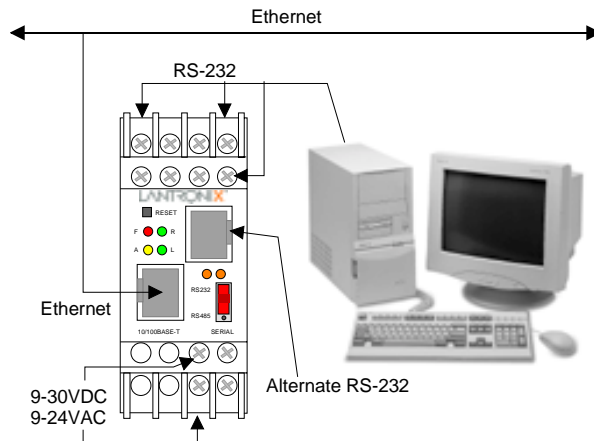 Ethernet
RS-232
LANTRONIX
RESET
F R
A L
RS232
Ethernet
RS485
10/100BASE-T SERIAL
Alternate RS-232
9-30VDC
9-24VAC